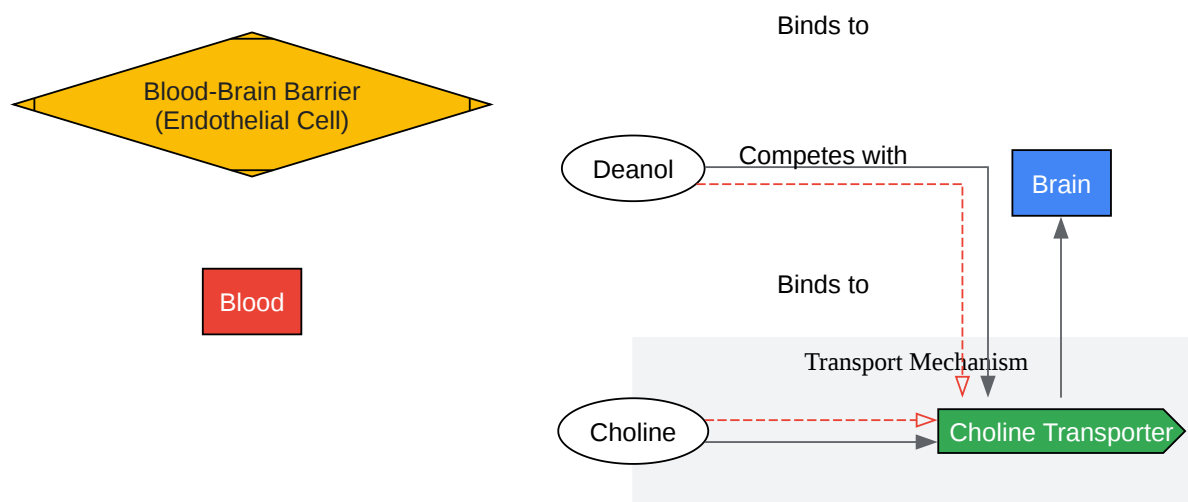 Binds to
Blood-Brain Barrier
(Endothelial Cell)
Deanol
Competes with
Brain
Blood
Binds to
Transport Mechanism
Choline
Choline Transporter